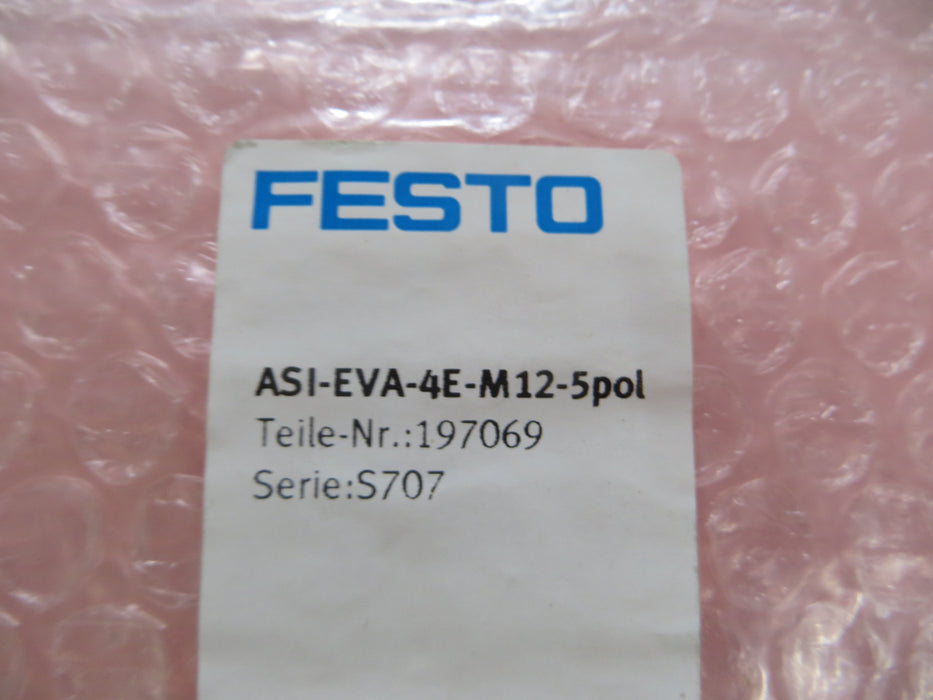 FESTO
ASI-EVA-4E-M12-5pol
Teile-Nr.:197069
Serie:S707